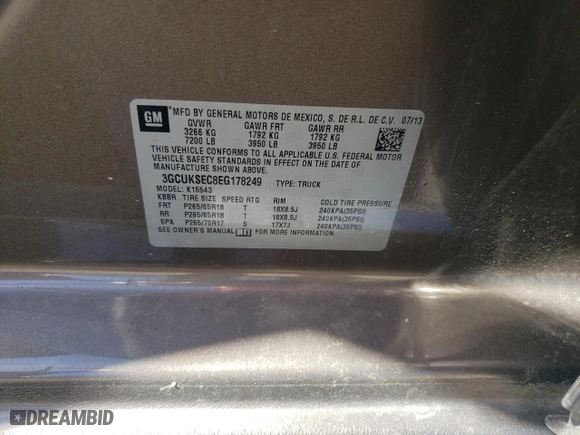 GM
MFD BY GENERAL MOTORS DE MEXICO, S. DE R.L. DE C.V. 07/13
GVWR GAWR FRT GAWR RR
3266 KG 1792 KG 1792 KG
7200 LB 3950 LB 3950 LB
THIS VEHICLE CONFORMS TO ALL APPLICABLE U.S. FEDERAL MOTOR
VEHICLE SAFETY STANDARDS IN EFFECT ON THE DATE OF
MANUFACTURE SHOWN ABOVE.
3GCUKSEC8EG178249 TYPE: TRUCK
MODEL: K15543
KBBR TIRE SIZE SPEED RTG RIM COLD TIRE PRESSURE
FRT P265/65R18 T 18X8.5J 240KPA(35PSI)
RR P265/65R18 T 18X8.5J 240KPA(35PSI)
SPA P265/70R17 S 17X7J 240KPA(35PSI)
SEE OWNER'S MANUAL FOR MORE INFORMATION.
DREAMBID